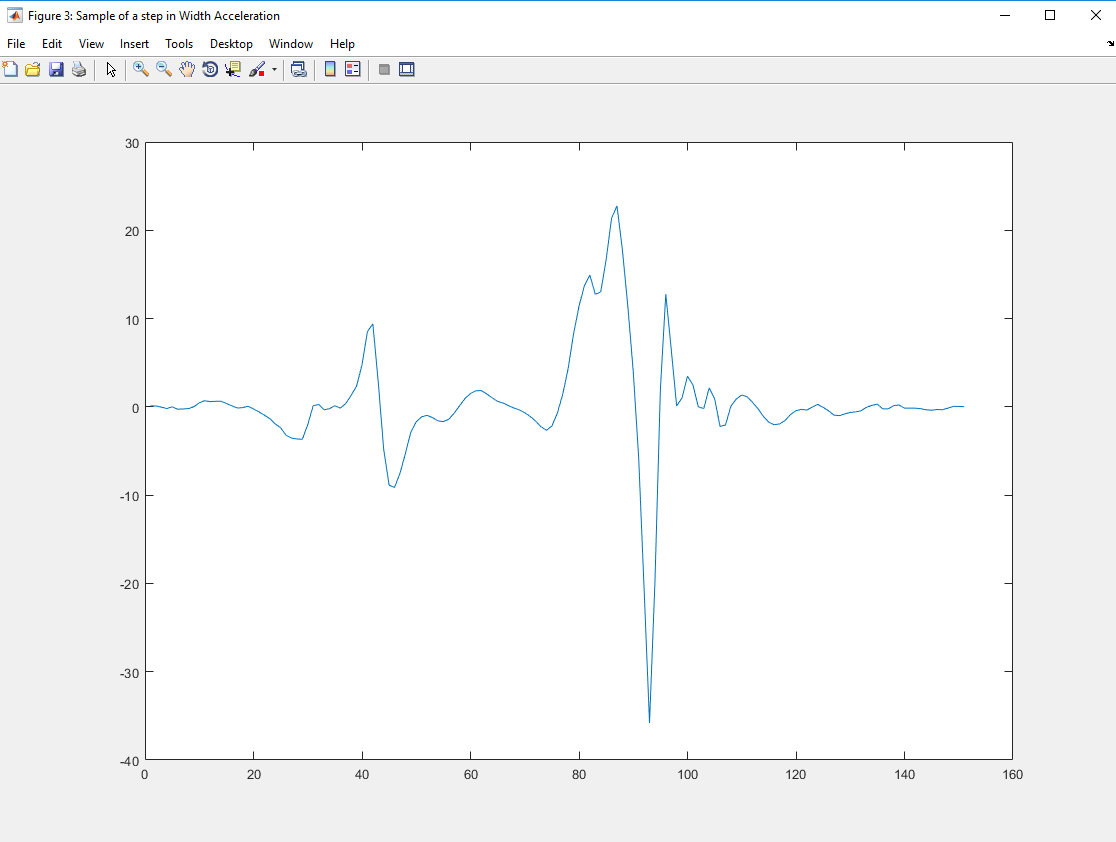 Figure 3: Sample of a step in Width Acceleration
File Edit View Insert Tools Desktop Window Help
30
20
10
0
-10
-20
-30
-40
0 20 40 60 80 100 120 140 160